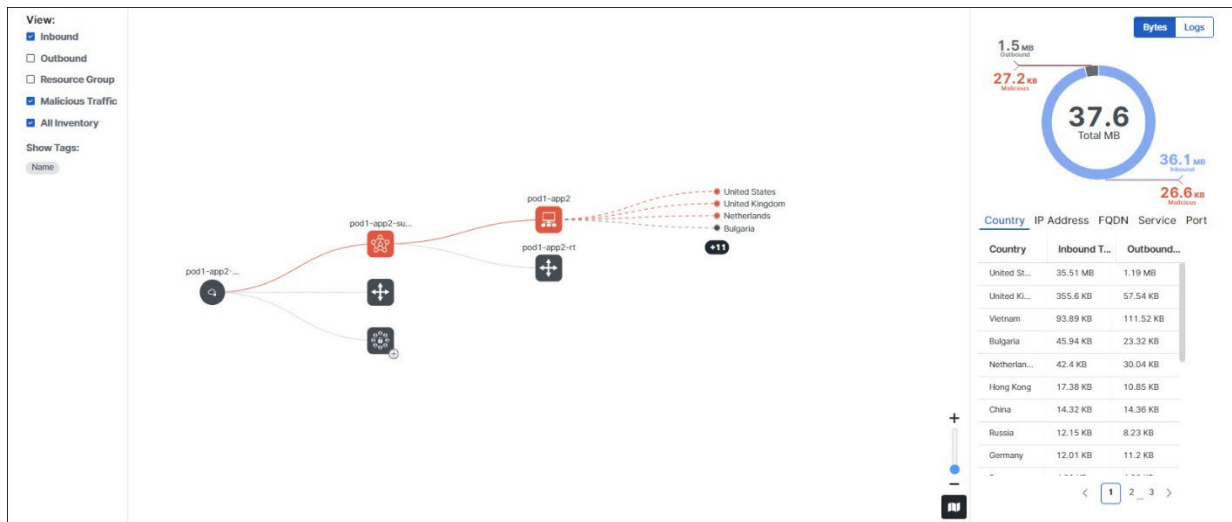 View:
Inbound
Outbound
Resource Group
Malicious Traffic
All Inventory
Show Tags:
Name
pod1-app2-...
pod1-app2-su...
pod1-app2
pod1-app2-rt
United States
United Kingdom
Netherlands
Bulgaria
+11
Bytes Logs
1.5 MB
Outbound
27.2 KB
Malicious
37.6
Total MB
36.1 MB
Inbound
26.6 KB
Malicious
Country IP Address FQDN Service Port
Country Inbound T... Outbound...
United St... 35.51 MB 1.19 MB
United Ki... 355.6 KB 57.54 KB
Vietnam 93.89 KB 111.52 KB
Bulgaria 45.94 KB 23.32 KB
Netherlan... 42.4 KB 30.04 KB
Hong Kong 17.38 KB 10.85 KB
China 14.32 KB 14.36 KB
Russia 12.15 KB 8.23 KB
Germany 12.01 KB 11.2 KB
< 1 2 ... 3 >